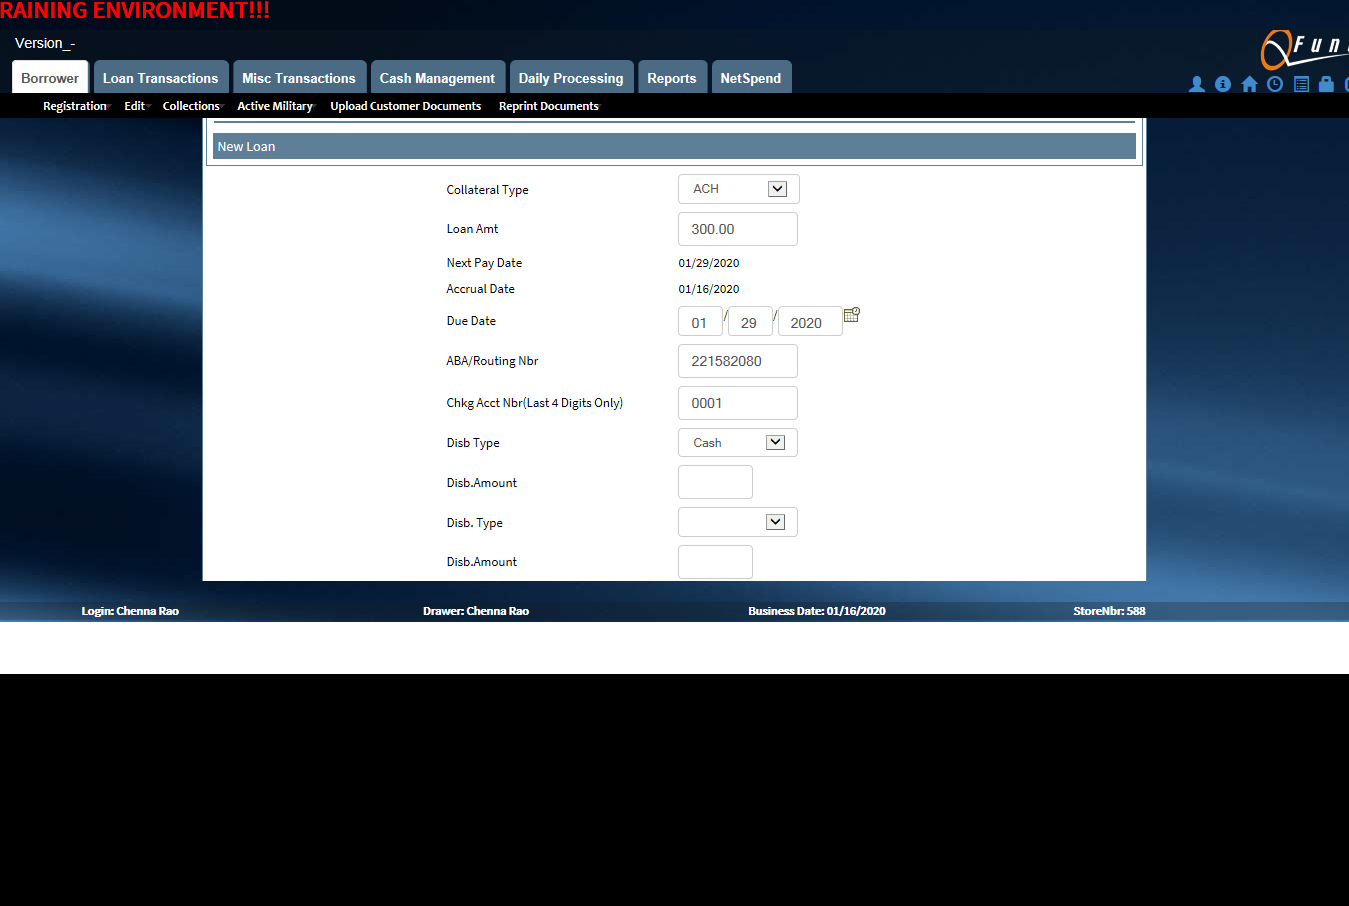 RAINING ENVIRONMENT!!!
Version_-
Fun
Borrower Loan Transactions Misc Transactions Cash Management Daily Processing Reports NetSpend
Registration Edit Collections Active Military Upload Customer Documents Reprint Documents
New Loan
Collateral Type ACH
Loan Amt 300.00
Next Pay Date 01/29/2020
Accrual Date 01/16/2020
Due Date 01 / 29 / 2020
ABA/Routing Nbr 221582080
Chkg Acct Nbr(Last 4 Digits Only) 0001
Disb Type Cash
Disb.Amount
Disb. Type
Disb.Amount
Login: Chenna Rao Drawer: Chenna Rao Business Date: 01/16/2020 StoreNbr: 588